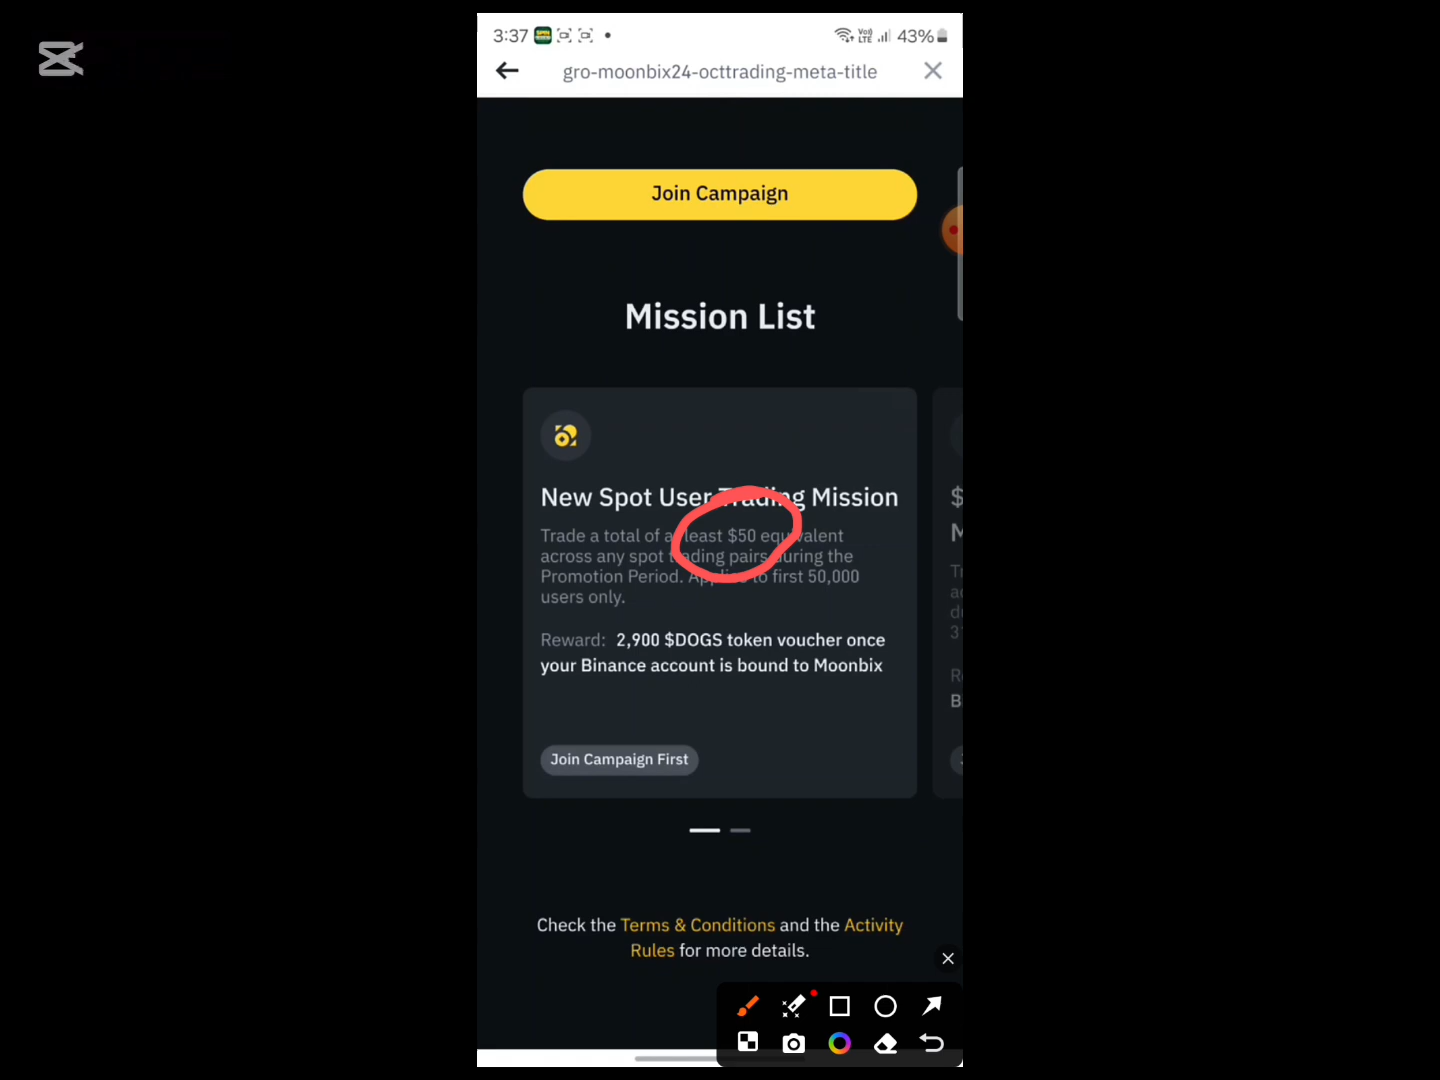 3:37
Vo)) LTE 43%
gro-moonbix24-octtrading-meta-title
Join Campaign
Mission List
New Spot User Trading Mission
Trade a total of at least $50 equivalent
across any spot trading pairs during the
Promotion Period. Applies to first 50,000
users only.
Reward: 2,900 $DOGS token voucher once
your Binance account is bound to Moonbix
Join Campaign First
Check the Terms & Conditions and the Activity
Rules for more details.